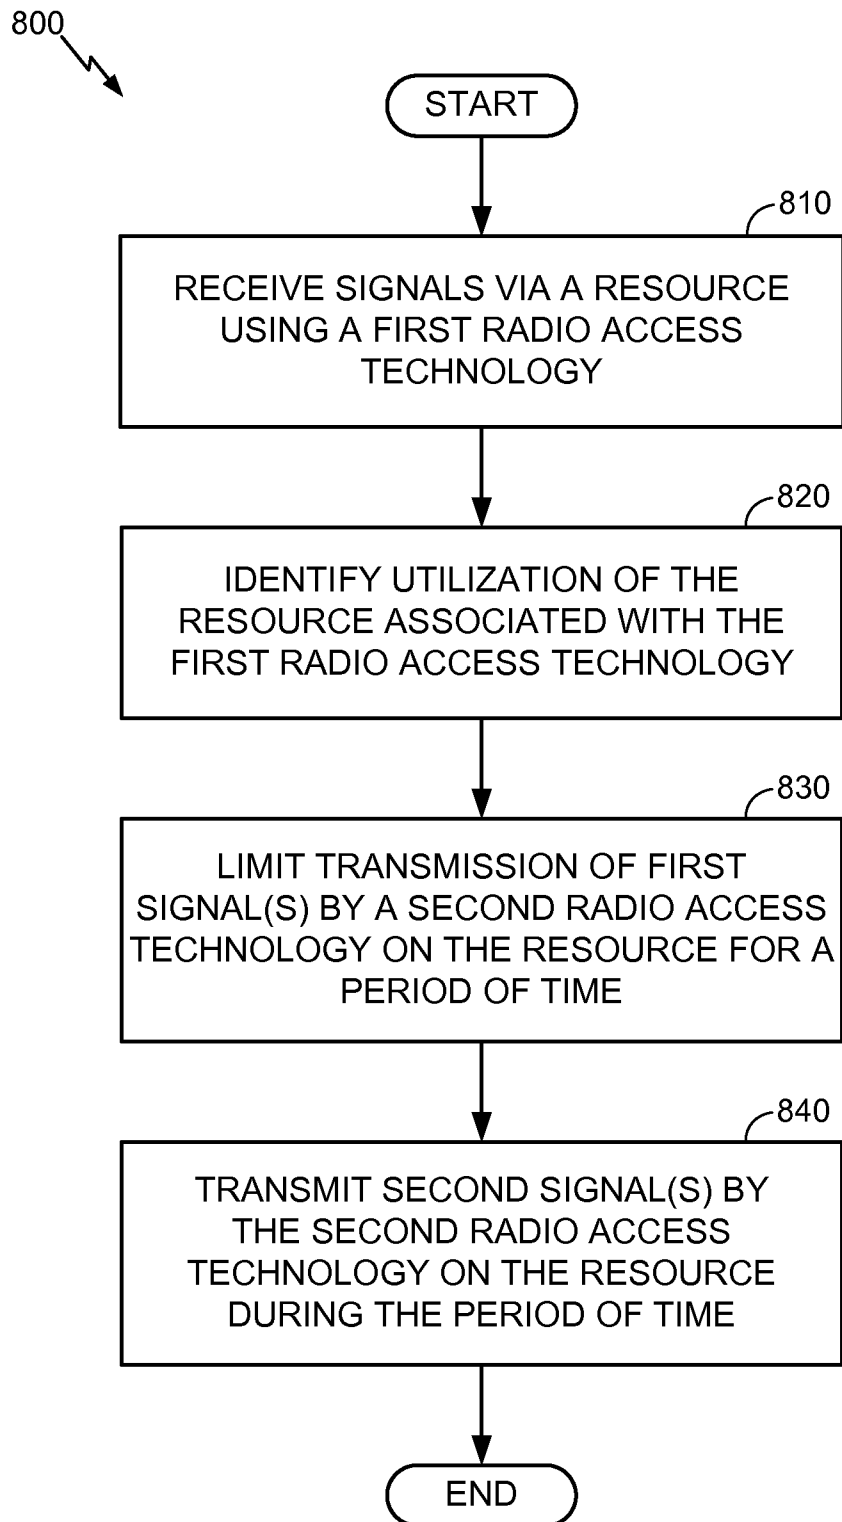 800
START
810
RECEIVE SIGNALS VIA A RESOURCE
USING A FIRST RADIO ACCESS
TECHNOLOGY
820
IDENTIFY UTILIZATION OF THE
RESOURCE ASSOCIATED WITH THE
FIRST RADIO ACCESS TECHNOLOGY
830
LIMIT TRANSMISSION OF FIRST
SIGNAL(S) BY A SECOND RADIO ACCESS
TECHNOLOGY ON THE RESOURCE FOR A
PERIOD OF TIME
840
TRANSMIT SECOND SIGNAL(S) BY
THE SECOND RADIO ACCESS
TECHNOLOGY ON THE RESOURCE
DURING THE PERIOD OF TIME
END